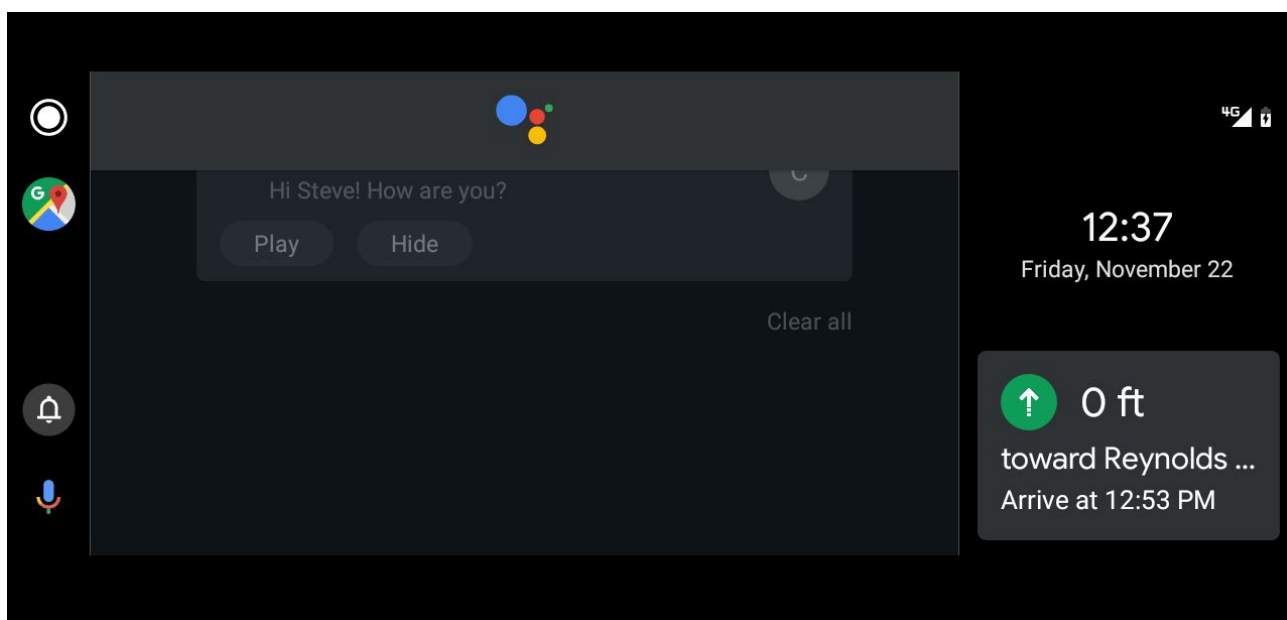 4G
Hi Steve! How are you?
C
Play Hide
Clear all
G
12:37
Friday, November 22
0 ft
toward Reynolds ...
Arrive at 12:53 PM